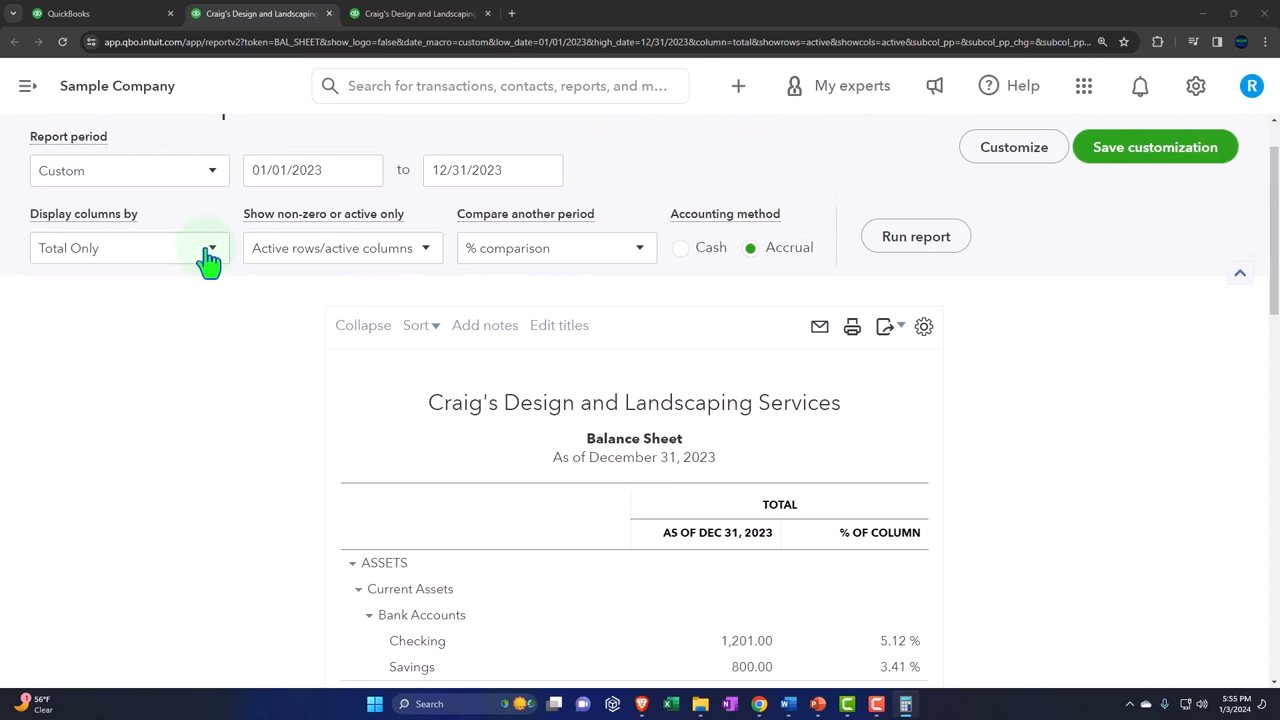 QuickBooks
Craig's Design and Landscaping
Craig's Design and Landscaping
app.qbo.intuit.com/app/reportv2?token=BAL_SHEET&show_logo=false&date_macro=custom&low_date=01/01/2023&high_date=12/31/2023&column=total&showrows=active&showcols=active&subcol_pp=&subcol_pp_chg=&subcol_pp...
Sample Company
Search for transactions, contacts, reports, and m...
My experts
Help
R
Report period
Custom
01/01/2023
to
12/31/2023
Customize
Save customization
Display columns by
Show non-zero or active only
Compare another period
Accounting method
Total Only
Active rows/active columns
% comparison
Cash
Accrual
Run report
Collapse
Sort
Add notes
Edit titles
Craig's Design and Landscaping Services
Balance Sheet
As of December 31, 2023
TOTAL
AS OF DEC 31, 2023
% OF COLUMN
ASSETS
Current Assets
Bank Accounts
Checking 1,201.00 5.12 %
Savings 800.00 3.41 %
1
56°F
Clear
Search
5:55 PM
1/3/2024